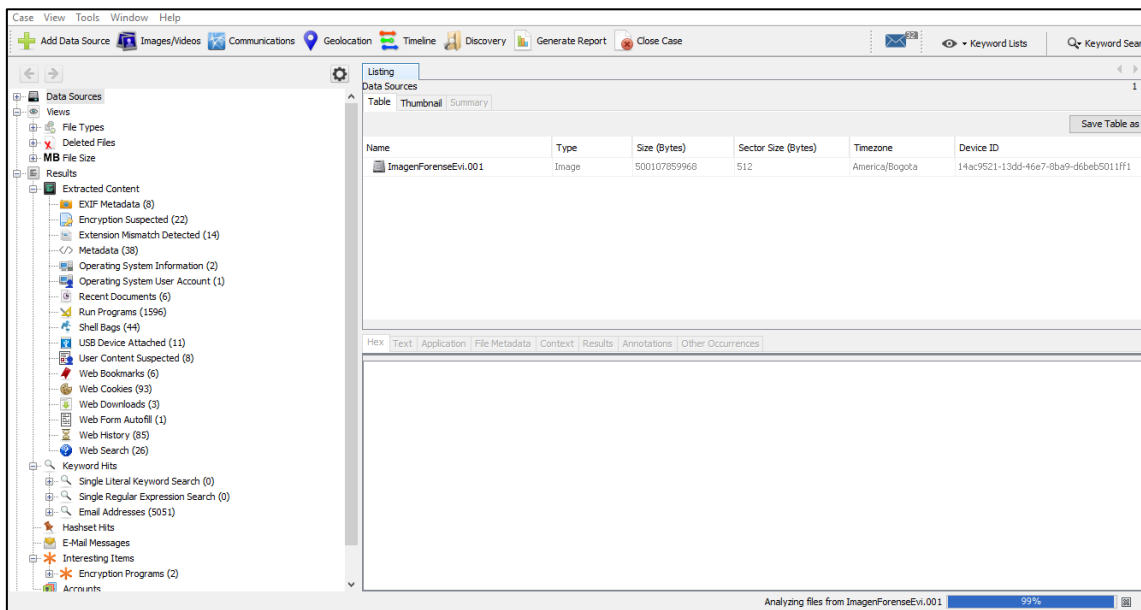 Case View Tools Window Help
Add Data Source Images/Videos Communications Geolocation Timeline Discovery Generate Report Close Case Keyword Lists Keyword Sear
Listing
Data Sources
1
Table Thumbnail Summary
Save Table as
Name Type Size (Bytes) Sector Size (Bytes) Timezone Device ID
ImagenForenseEvi.001 Image 500107859968 512 America/Bogota 14ac9521-13dd-46e7-8ba9-d6beb5011ff1
Data Sources
Views
File Types
Deleted Files
MB File Size
Results
Extracted Content
EXIF Metadata (8)
Encryption Suspected (22)
Extension Mismatch Detected (14)
Metadata (38)
Operating System Information (2)
Operating System User Account (1)
Recent Documents (6)
Run Programs (1596)
Shell Bags (44)
USB Device Attached (11)
User Content Suspected (8)
Web Bookmarks (6)
Web Cookies (93)
Web Downloads (3)
Web Form Autofill (1)
Web History (85)
Web Search (26)
Keyword Hits
Single Literal Keyword Search (0)
Single Regular Expression Search (0)
Email Addresses (5051)
Hashset Hits
E-Mail Messages
Interesting Items
Encryption Programs (2)
Accounts
Hex Text Application File Metadata Context Results Annotations Other Occurrences
Analyzing files from ImagenForenseEvi.001 99%